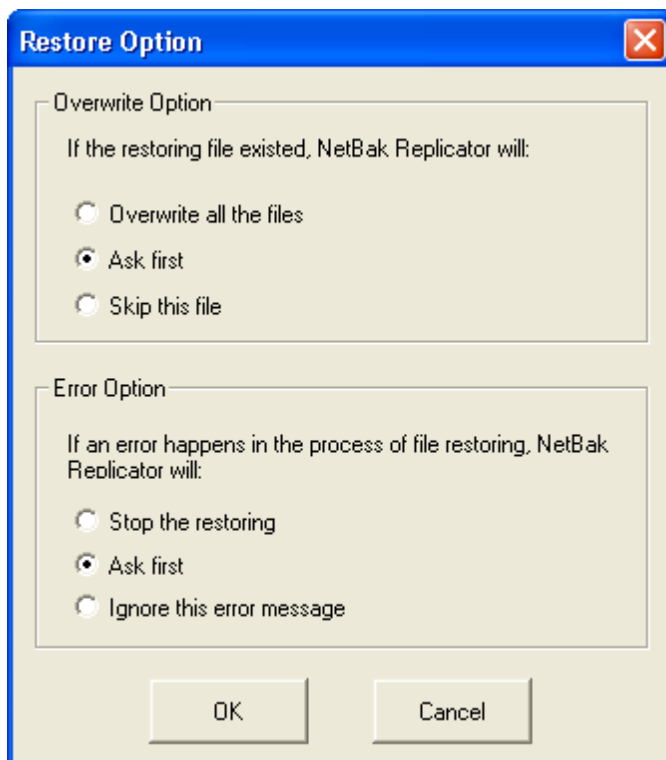 Restore Option
Overwrite Option
If the restoring file existed, NetBak Replicator will:
Overwrite all the files
Ask first
Skip this file
Error Option
If an error happens in the process of file restoring, NetBak
Replicator will:
Stop the restoring
Ask first
Ignore this error message
OK
Cancel